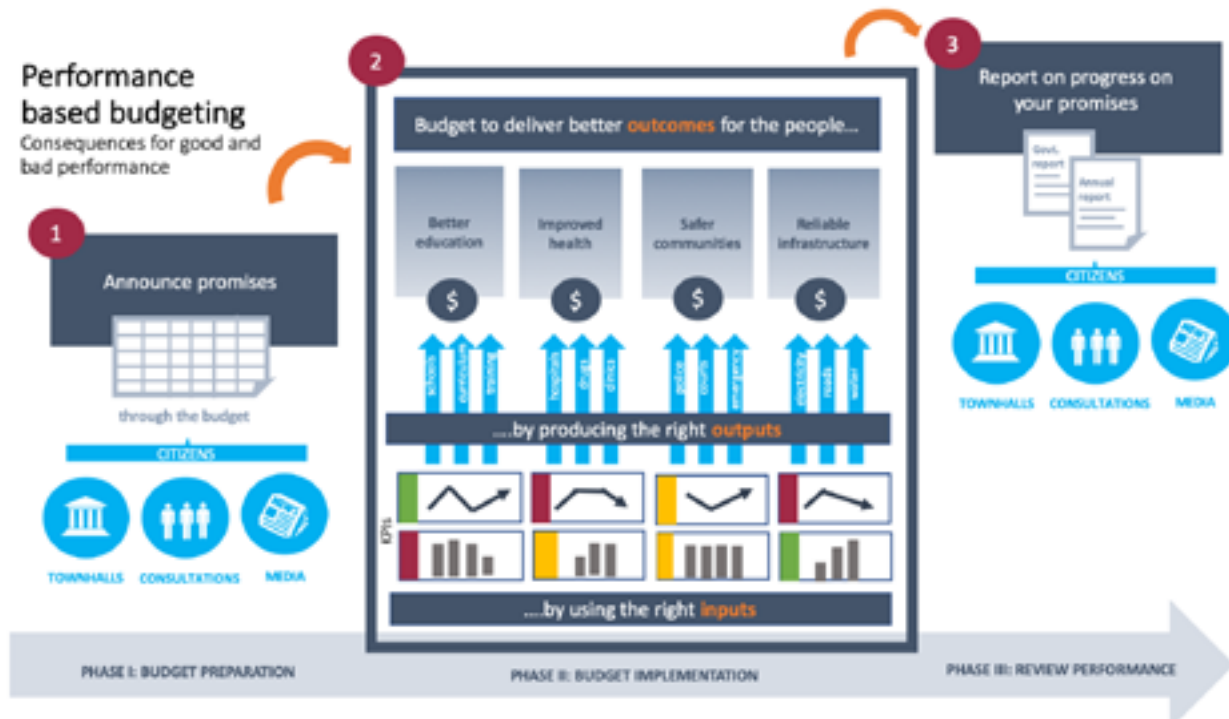 Performance
based budgeting
Consequences for good and
bad performance
1
Announce promises
through the budget
CITIZENS
TOWNHALLS
CONSULTATIONS
MEDIA
2
Budget to deliver better outcomes for the people...
Better
education
Improved
health
Safer
communities
Reliable
infrastructure
$
$
$
$
schools
curriculum
training
hospitals
drugs
clinics
police
courts
emergency
electricity
roads
water
....by producing the right outputs
KPIs
....by using the right inputs
3
Report on progress on
your promises
Govt.
report
Annual
report
CITIZENS
TOWNHALLS
CONSULTATIONS
MEDIA
PHASE I: BUDGET PREPARATION
PHASE II: BUDGET IMPLEMENTATION
PHASE III: REVIEW PERFORMANCE